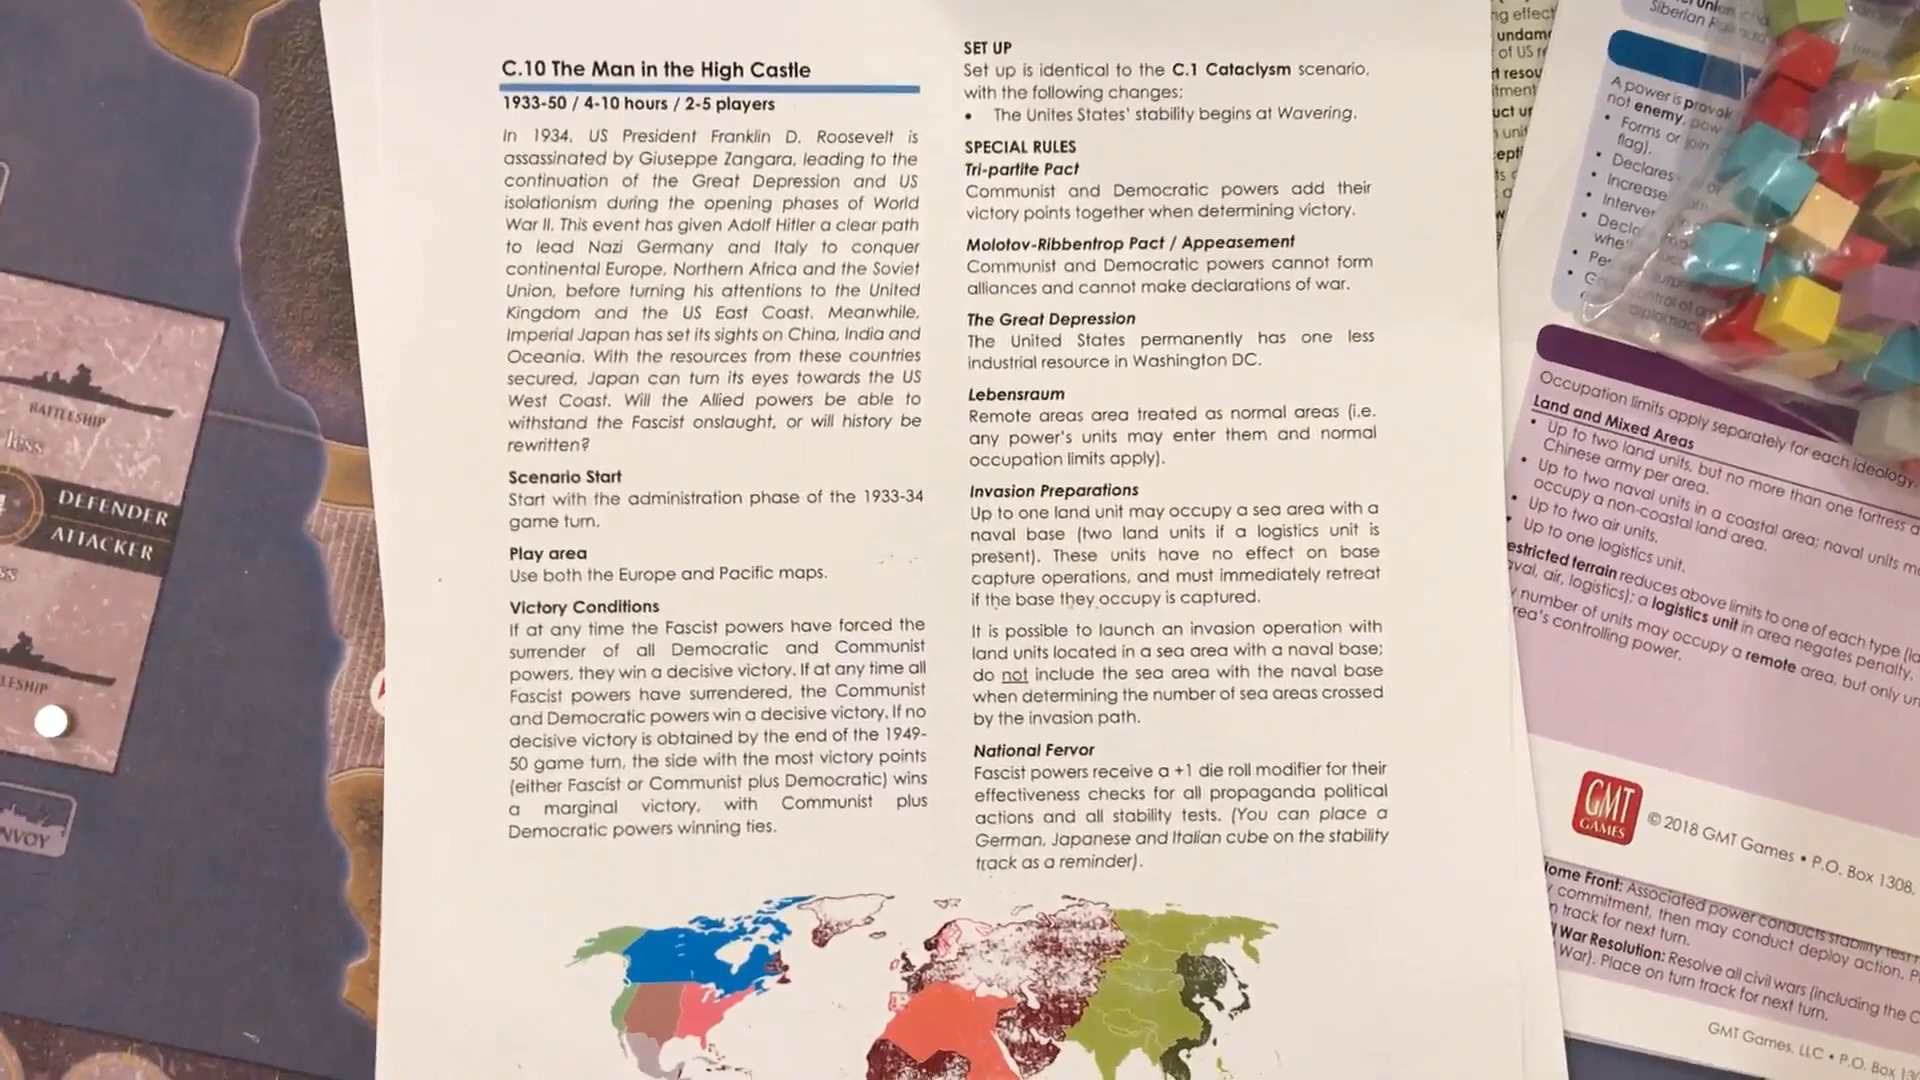 C.10 The Man in the High Castle
1933-50 / 4-10 hours / 2-5 players
In 1934, US President Franklin D. Roosevelt is
assassinated by Giuseppe Zangara, leading to the
continuation of the Great Depression and US
isolationism during the opening phases of World
War II. This event has given Adolf Hitler a clear path
to lead Nazi Germany and Italy to conquer
continental Europe, Northern Africa and the Soviet
Union, before turning his attentions to the United
Kingdom and the US East Coast. Meanwhile,
Imperial Japan has set its sights on China, India and
Oceania. With the resources from these countries
secured, Japan can turn its eyes towards the US
West Coast. Will the Allied powers be able to
withstand the Fascist onslaught, or will history be
rewritten?
Scenario Start
Start with the administration phase of the 1933-34
game turn.
Play area
Use both the Europe and Pacific maps.
Victory Conditions
If at any time the Fascist powers have forced the
surrender of all Democratic and Communist
powers, they win a decisive victory. If at any time all
Fascist powers have surrendered, the Communist
and Democratic powers win a decisive victory. If no
decisive victory is obtained by the end of the 1949-
50 game turn, the side with the most victory points
(either Fascist or Communist plus Democratic) wins
a marginal victory, with Communist plus
Democratic powers winning ties.
SET UP
Set up is identical to the C.1 Cataclysm scenario,
with the following changes:
• The Unites States' stability begins at Wavering.
SPECIAL RULES
Tri-partite Pact
Communist and Democratic powers add their
victory points together when determining victory.
Molotov-Ribbentrop Pact / Appeasement
Communist and Democratic powers cannot form
alliances and cannot make declarations of war.
The Great Depression
The United States permanently has one less
industrial resource in Washington DC.
Lebensraum
Remote areas area treated as normal areas (i.e.
any power's units may enter them and normal
occupation limits apply).
Invasion Preparations
Up to one land unit may occupy a sea area with a
naval base (two land units if a logistics unit is
present). These units have no effect on base
capture operations, and must immediately retreat
if the base they occupy is captured.
It is possible to launch an invasion operation with
land units located in a sea area with a naval base;
do not include the sea area with the naval base
when determining the number of sea areas crossed
by the invasion path.
National Fervor
Fascist powers receive a +1 die roll modifier for their
effectiveness checks for all propaganda political
actions and all stability tests. (You can place a
German, Japanese and Italian cube on the stability
track as a reminder).
BATTLESHIP
less
DEFENDER
ATTACKER
effect
of US
Siberian
A power is
not enemy,
• Forms or join
flag).
• Declares
• Increase
Occupation limits apply separately for each ideology.
Land and Mixed Areas
• Up to two land units, but no more than one fortress
Chinese army per area.
• Up to two naval units in a coastal area; naval units
occupy a non-coastal land area.
• Up to two air units.
• Up to one logistics unit.
terrain reduces above limits to one of each type
air, logistics); a logistics unit in area negates penalty.
number of units may occupy a remote area, but only
controlling power.
GMT
GAMES
© 2018 GMT Games • P.O. Box 1308,
Front: Associated power conducts stability test
commitment, then may conduct deploy action.
track for next turn.
War Resolution: Resolve all civil wars (including the
War). Place on turn track for next turn.
GMT Games, LLC • P.O. Box